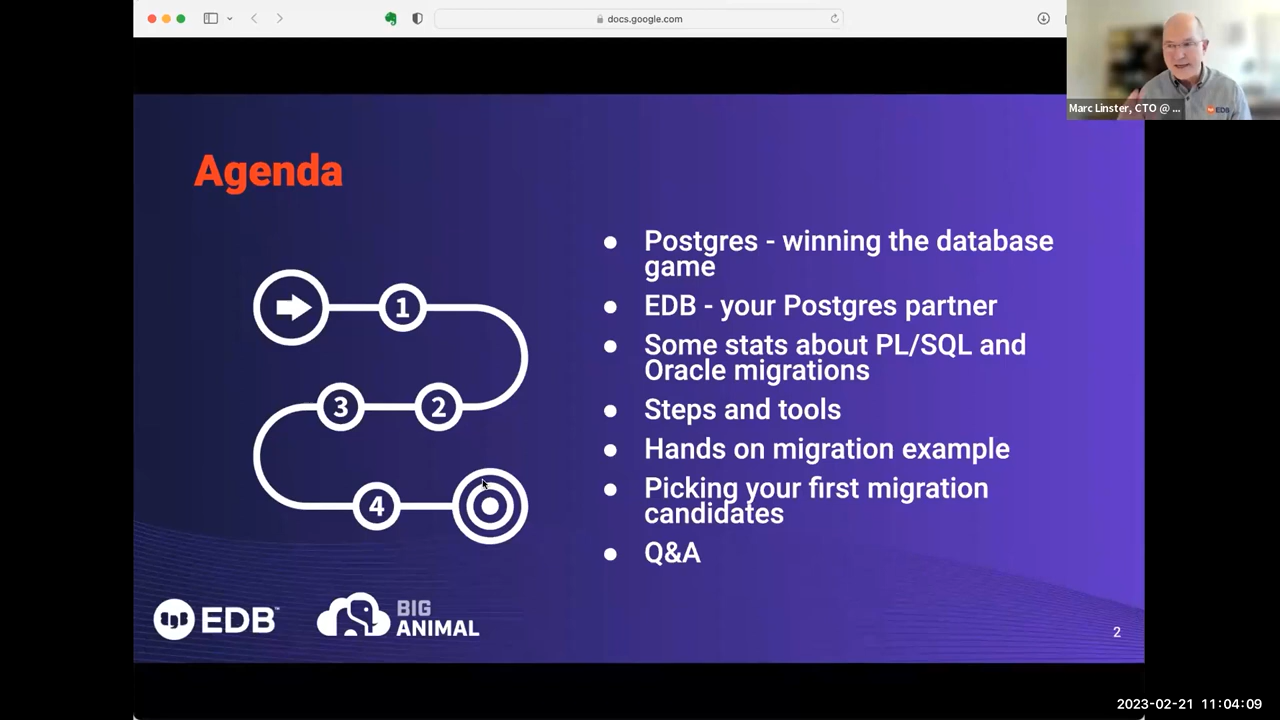 docs.google.com
Marc Linster, CTO @ ...
EDB
Agenda
Postgres - winning the database
game
EDB - your Postgres partner
Some stats about PL/SQL and
Oracle migrations
Steps and tools
Hands on migration example
Picking your first migration
candidates
Q&A
1
3
2
4
EDB™
BIG
ANIMAL
2
2023-02-21 11:04:09